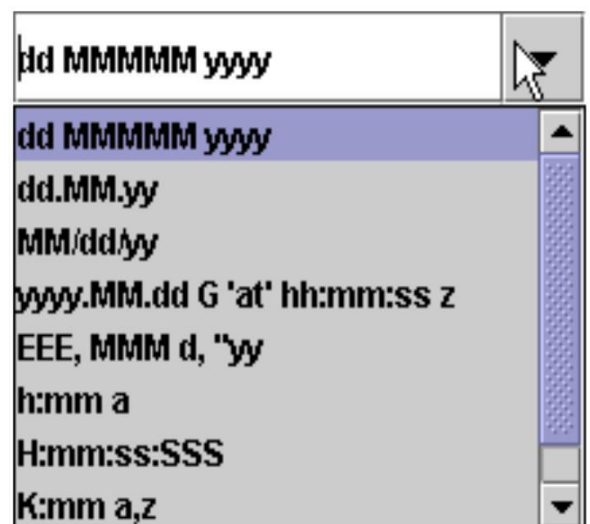 dd MMMMM yyyy
dd MMMMM yyyy
dd.MM.yy
MM/dd/yy
yyyy.MM.dd G 'at' hh:mm:ss z
EEE, MMM d, ''yy
h:mm a
H:mm:ss:SSS
K:mm a,z